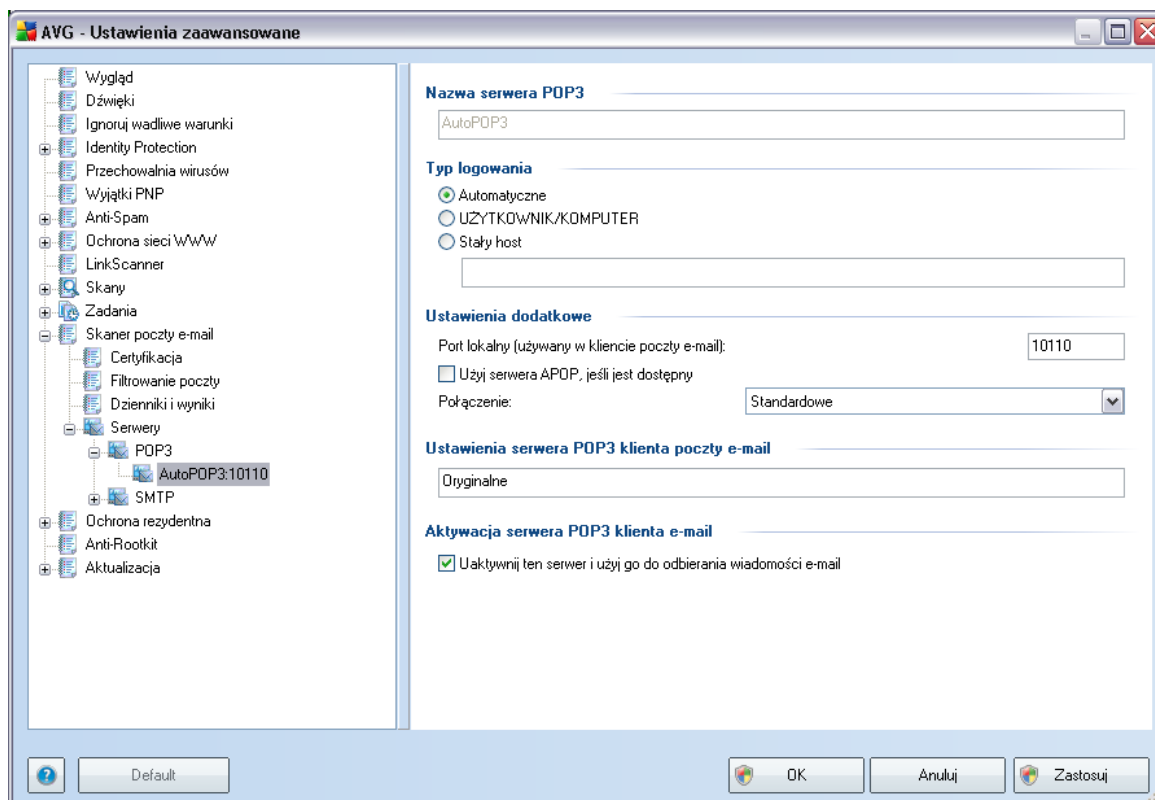 AVG - Ustawienia zaawansowane
Wygląd
Dźwięki
Ignoruj wadliwe warunki
Identity Protection
Przechowalnia wirusów
Wyjątki PNP
Anti-Spam
Ochrona sieci WWW
LinkScanner
Skany
Zadania
Skaner poczty e-mail
Certyfikacja
Filtrowanie poczty
Dzienniki i wyniki
Serwery
POP3
AutoPOP3:10110
SMTP
Ochrona rezydentna
Anti-Rootkit
Aktualizacja
Nazwa serwera POP3
AutoPOP3
Typ logowania
Automatyczne
UŻYTKOWNIK/KOMPUTER
Stały host
Ustawienia dodatkowe
Port lokalny (używany w kliencie poczty e-mail): 10110
Użyj serwera APOP, jeśli jest dostępny
Połączenie: Standardowe
Ustawienia serwera POP3 klienta poczty e-mail
Oryginalne
Aktywacja serwera POP3 klienta e-mail
Uaktywnij ten serwer i użyj go do odbierania wiadomości e-mail
? Default OK Anuluj Zastosuj